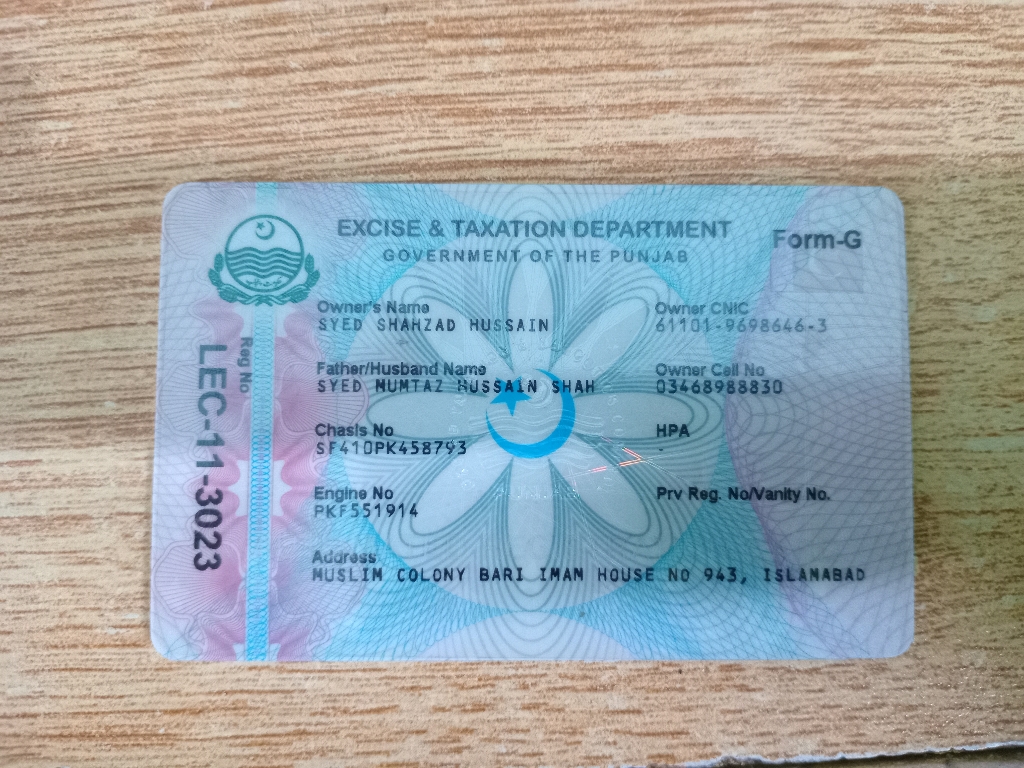 EXCISE & TAXATION DEPARTMENT
GOVERNMENT OF THE PUNJAB
Form-G
Reg No
LEC-11-3023
Owner's Name
SYED SHAHZAD HUSSAIN
Owner CNIC
61101-9698646-3
Father/Husband Name
SYED MUMTAZ HUSSAIN SHAH
Owner Cell No
03468988830
Chasis No
SF410PK458793
HPA
-
Engine No
PKF551914
Prv Reg. No/Vanity No.
Address
MUSLIM COLONY BARI IMAM HOUSE NO 943, ISLAMABAD